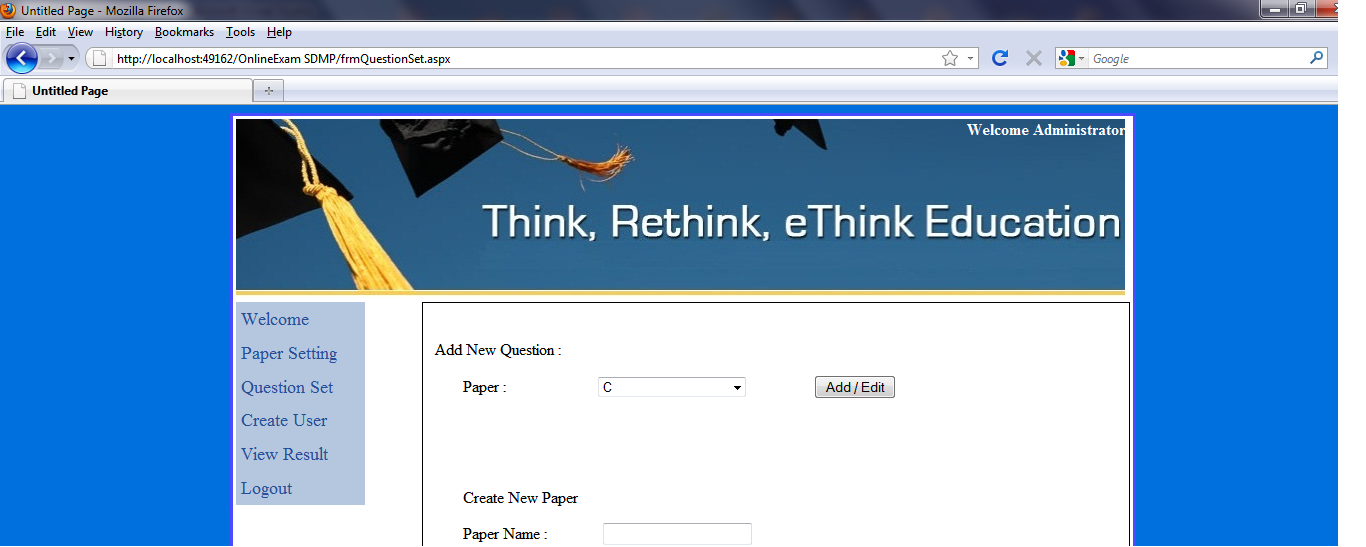 Untitled Page - Mozilla Firefox
File Edit View History Bookmarks Tools Help
http://localhost:49162/OnlineExam SDMP/frmQuestionSet.aspx
Google
Untitled Page
Welcome Administrator
Think, Rethink, eThink Education
Welcome
Paper Setting
Question Set
Create User
View Result
Logout
Add New Question :
Paper : C Add / Edit
Create New Paper
Paper Name :